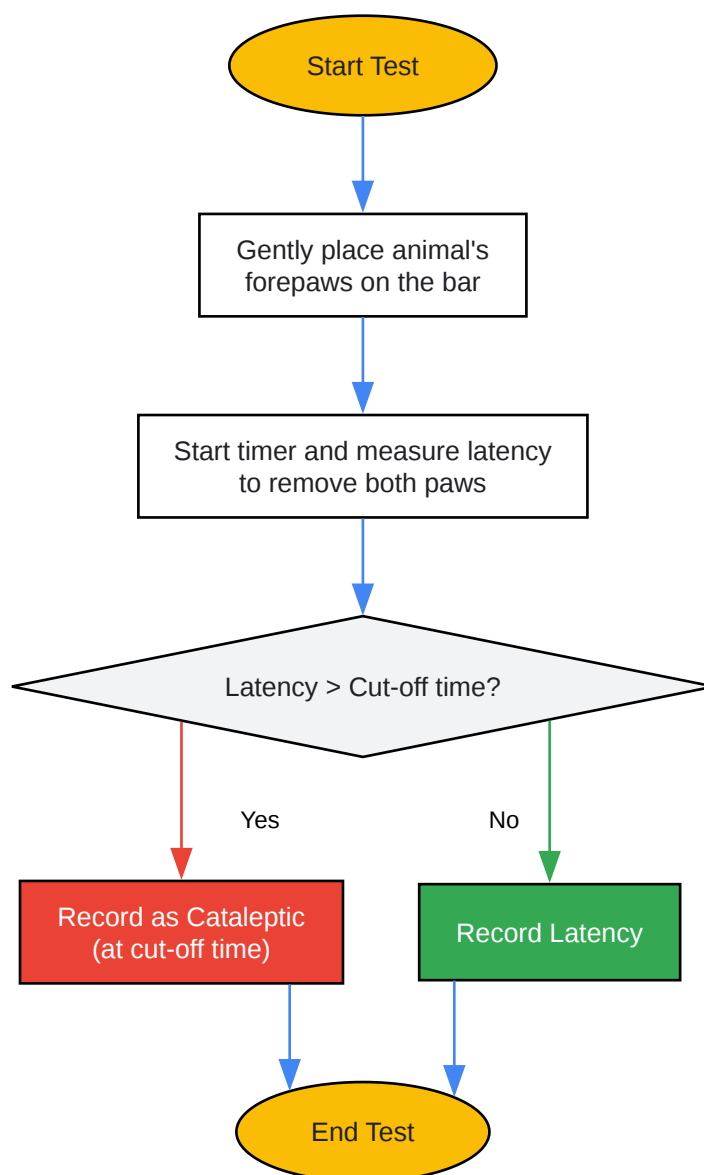 Start Test
Gently place animal's
forepaws on the bar
Start timer and measure latency
to remove both paws
Latency > Cut-off time?
Yes
No
Record as Cataleptic
(at cut-off time)
Record Latency
End Test